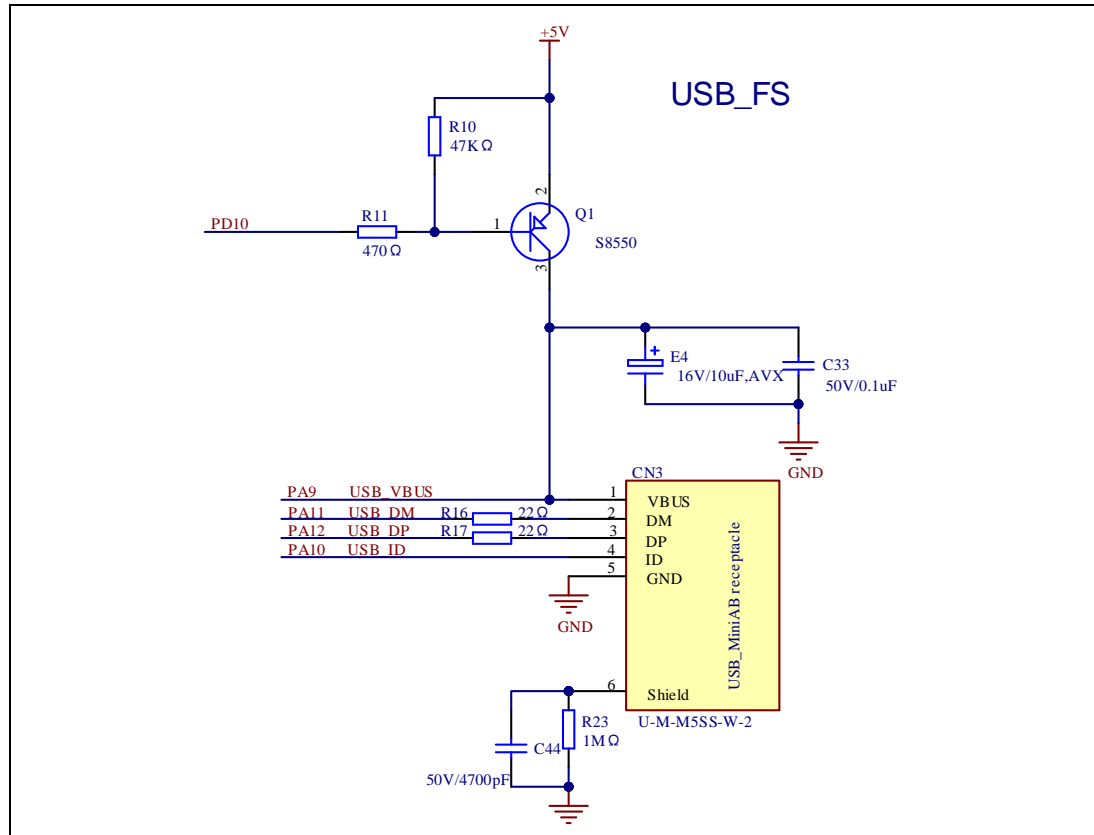 +5V
USB_FS
R10
47KΩ
2
Q1
PD10
R11
1
470Ω
S8550
3
E4
16V/10uF,AVX
C33
50V/0.1uF
GND
CN3
PA9 USB_VBUS 1 VBUS
PA11 USB_DM R16 22Ω 2 DM
PA12 USB_DP R17 22Ω 3 DP
PA10 USB_ID 4 ID
5 GND
GND
USB_MiniAB receptacle
6 Shield
R23
1MΩ
U-M-M5SS-W-2
C44
50V/4700pF